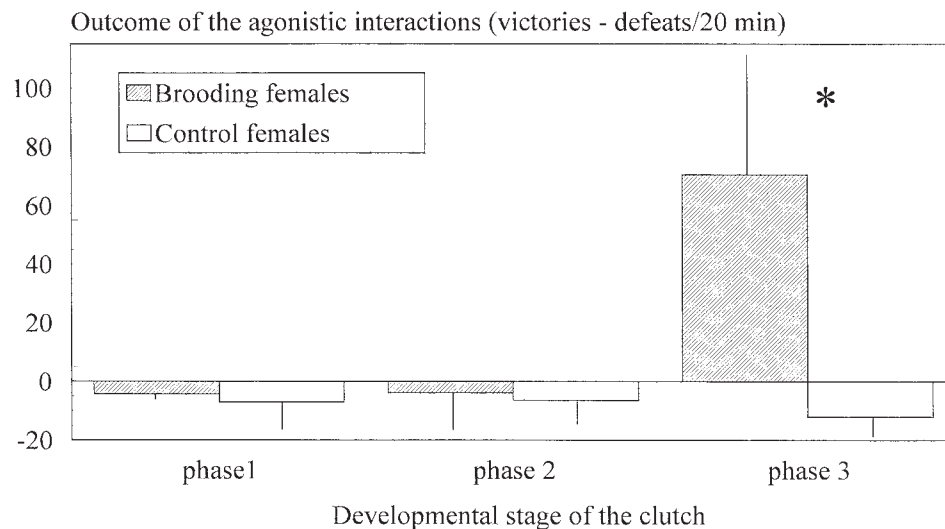 Outcome of the agonistic interactions (victories - defeats/20 min)
100
80
60
40
20
0
-20
Brooding females
Control females
*
phase1
phase 2
phase 3
Developmental stage of the clutch